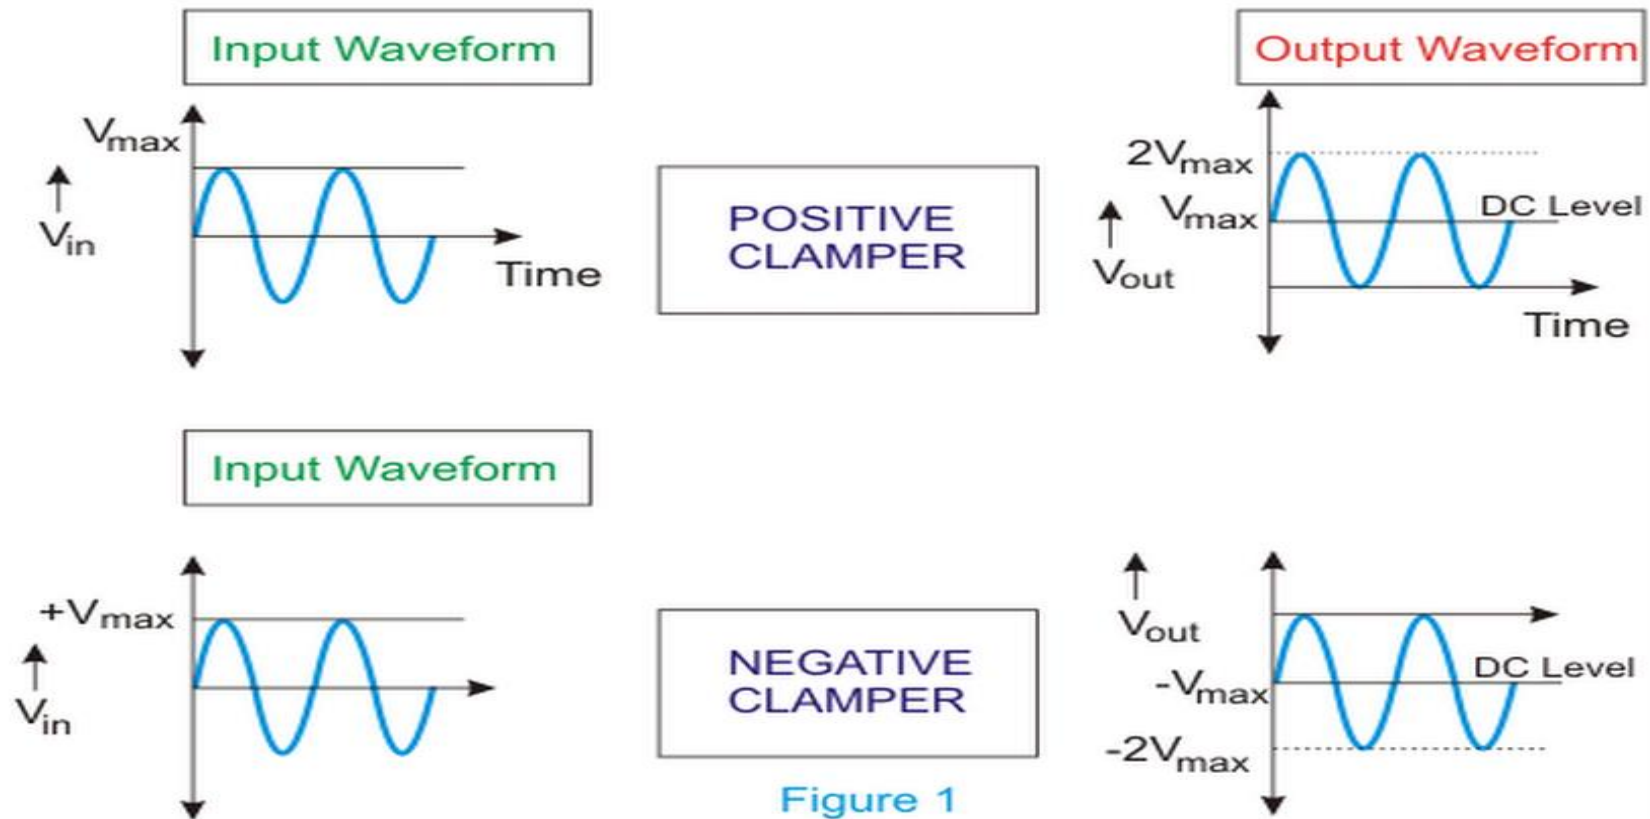 Input Waveform
Output Waveform
Vmax
Vin
Time
POSITIVE
CLAMPER
2Vmax
Vmax
DC Level
Vout
Time
Input Waveform
+Vmax
Vin
NEGATIVE
CLAMPER
Vout
DC Level
-Vmax
-2Vmax
Figure 1